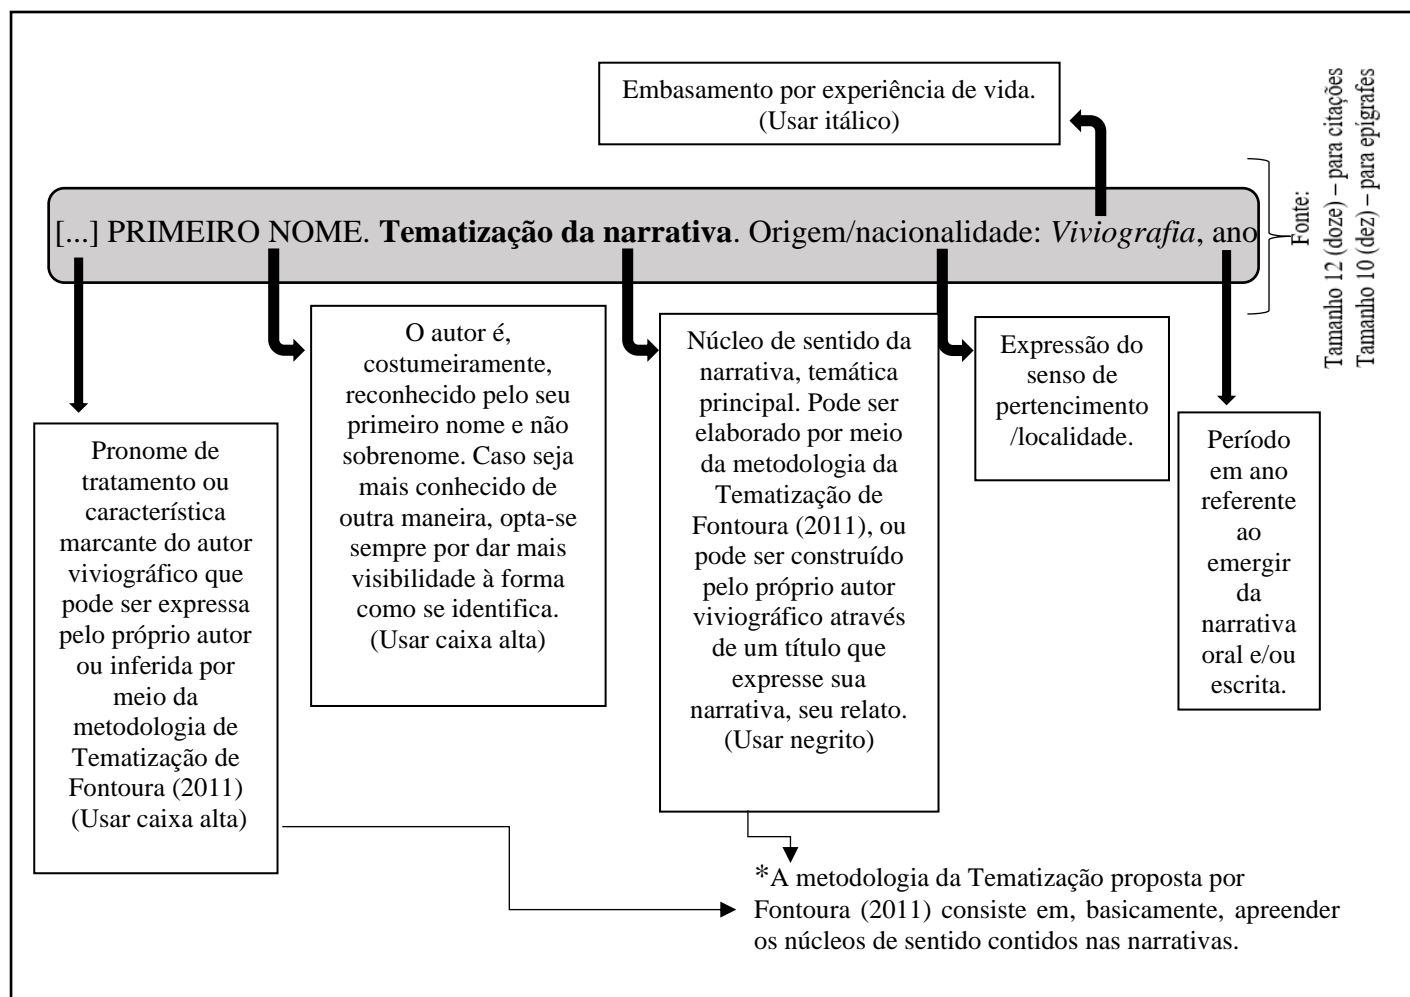 Embasamento por experiência de vida.
(Usar itálico)
Fonte:
Tamanho 12 (doze) – para citações
Tamanho 10 (dez) – para epígrafes
[...] PRIMEIRO NOME. Tematização da narrativa. Origem/nacionalidade: Viviografia, ano
Pronome de
tratamento ou
característica
marcante do autor
viviográfico que
pode ser expressa
pelo próprio autor
ou inferida por
meio da
metodologia de
Tematização de
Fontoura (2011)
(Usar caixa alta)
O autor é,
costumeiramente,
reconhecido pelo seu
primeiro nome e não
sobrenome. Caso seja
mais conhecido de
outra maneira, opta-se
sempre por dar mais
visibilidade à forma
como se identifica.
(Usar caixa alta)
Núcleo de sentido da
narrativa, temática
principal. Pode ser
elaborado por meio
da metodologia da
Tematização de
Fontoura (2011), ou
pode ser construído
pelo próprio autor
viviográfico através
de um título que
expresse sua
narrativa, seu relato.
(Usar negrito)
Expressão do
senso de
pertencimento
/localidade.
Período
em ano
referente
ao
emergir
da
narrativa
oral e/ou
escrita.
*A metodologia da Tematização proposta por
Fontoura (2011) consiste em, basicamente, apreender
os núcleos de sentido contidos nas narrativas.